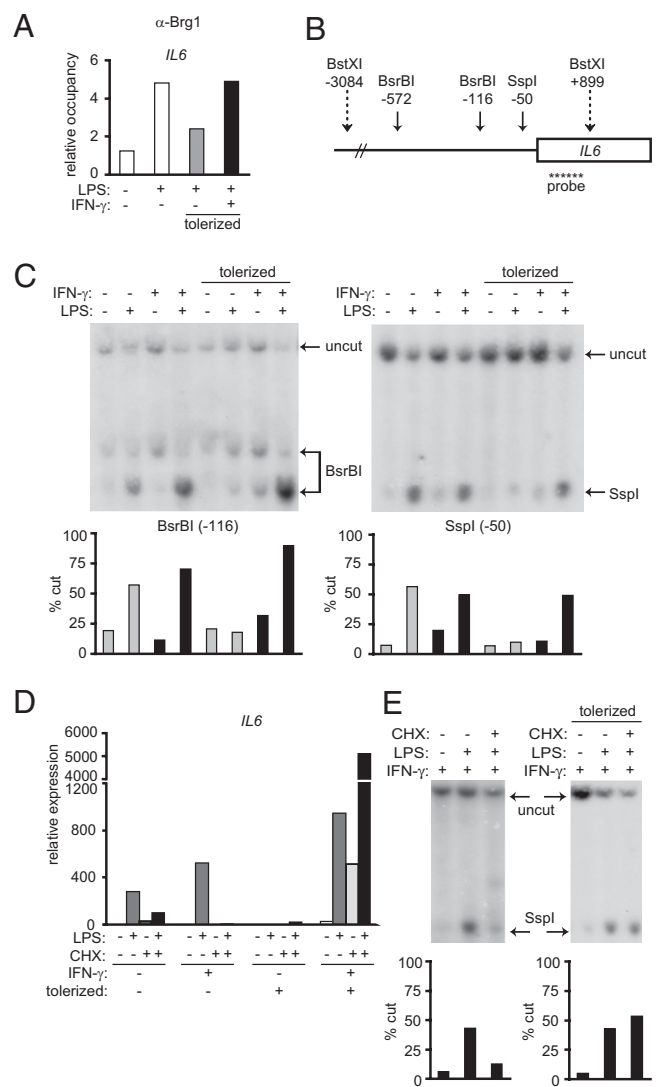 A
α-Brg1
IL6
relative occupancy
6
4
2
0
LPS: - + + +
IFN-γ: - - - +
tolerized
B
BstXI
-3084
BsrBI
-572
BsrBI
-116
SspI
-50
BstXI
+899
//
IL6
******
probe
C
tolerized
IFN-γ: - - + + - - + +
LPS: - + - + - + - +
uncut
BsrBI
BsrBI (-116)
% cut
100
75
50
25
0
tolerized
IFN-γ: - - + + - - + +
LPS: - + - + - + - +
uncut
SspI
SspI (-50)
% cut
100
75
50
25
0
D
IL6
relative expression
6000
5000
4000
1200
800
400
0
LPS: - + - + - + - + - + - + - + - +
CHX: - - + + - - + + - - + + - - + +
IFN-γ: - + - +
tolerized: - - + +
E
CHX: - - +
LPS: - + +
IFN-γ: + + +
tolerized
CHX: - - +
LPS: - + +
IFN-γ: + + +
uncut
SspI
% cut
100
75
50
25
0
% cut
100
75
50
25
0